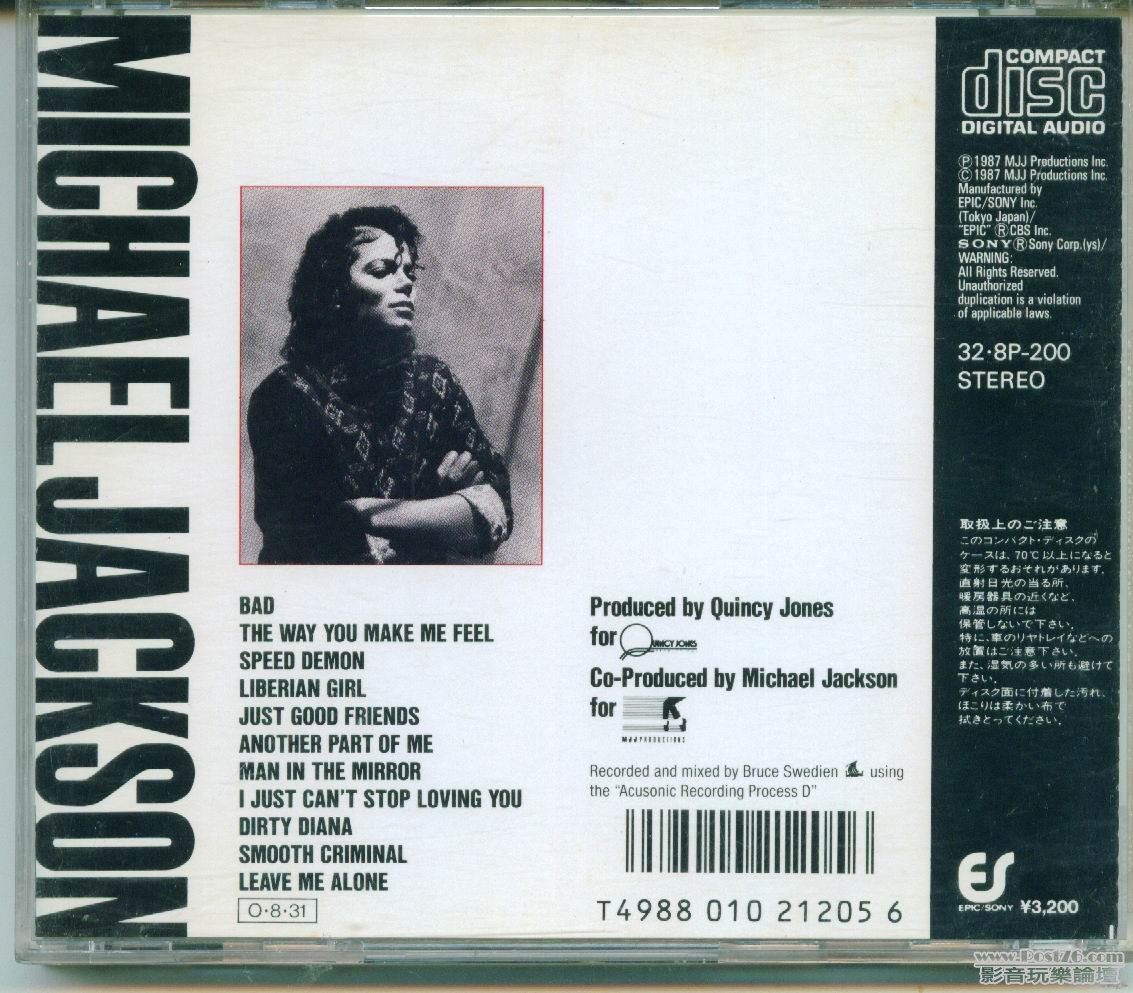 MICHAEL JACKSON
BAD
THE WAY YOU MAKE ME FEEL
SPEED DEMON
LIBERIAN GIRL
JUST GOOD FRIENDS
ANOTHER PART OF ME
MAN IN THE MIRROR
I JUST CAN'T STOP LOVING YOU
DIRTY DIANA
SMOOTH CRIMINAL
LEAVE ME ALONE
O·8·31
Produced by Quincy Jones
for QUINCY JONES
Co-Produced by Michael Jackson
for
MJJ PRODUCTIONS
Recorded and mixed by Bruce Swedien using
the "Acusonic Recording Process D"
T4988 010 21205 6
COMPACT
disc
DIGITAL AUDIO
Ⓟ1987 MJJ Productions Inc.
Ⓒ1987 MJJ Productions Inc.
Manufactured by
EPIC/SONY Inc.
(Tokyo Japan)/
"EPIC" ⓇCBS Inc.
SONYⓇSony Corp.(ys)/
WARNING:
All Rights Reserved.
Unauthorized
duplication is a violation
of applicable laws.
32·8P-200
STEREO
取扱上のご注意
このコンパクト・ディスクの
ケースは、70℃以上になると
変形するおそれがあります。
直射日光の当る所、
暖房器具の近くなど、
高温の所には
保管しないで下さい。
特に、車のリヤトレイなどへの
放置はご注意下さい。
また、湿気の多い所も避けて
下さい。
ディスク面に付着した汚れ、
ほこりは柔かい布で
拭きとってください。
ES
EPIC/SONY ¥3,200
www.Post76.com
影音玩樂論壇